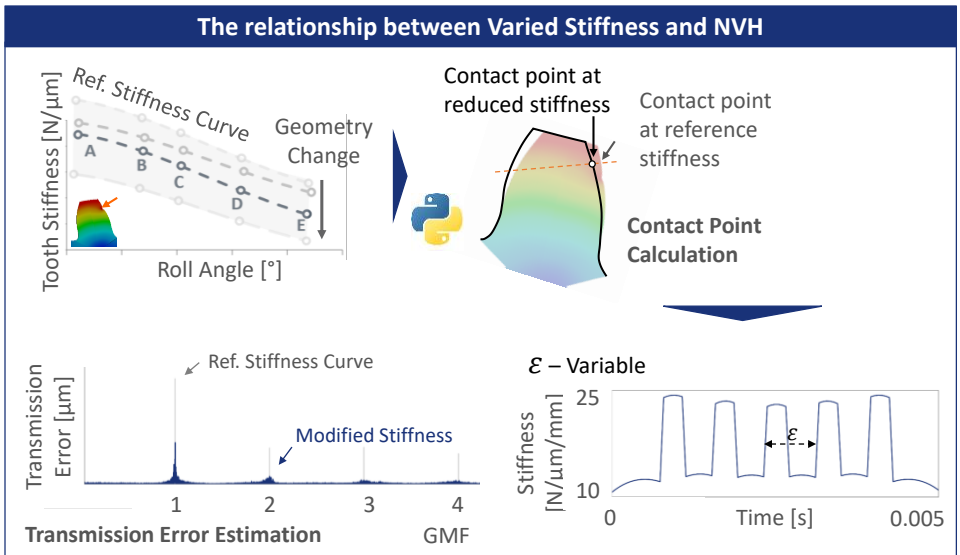 The relationship between Varied Stiffness and NVH
Tooth Stiffness [N/µm]
Ref. Stiffness Curve
Geometry
Change
A
B
C
D
E
Roll Angle [°]
Contact point at
reduced stiffness
Contact point
at reference
stiffness
Contact Point
Calculation
Transmission
Error [µm]
Ref. Stiffness Curve
Modified Stiffness
1 2 3 4
Transmission Error Estimation GMF
ε – Variable
Stiffness
[N/µm/mm]
25
ε
10
0 Time [s] 0.005